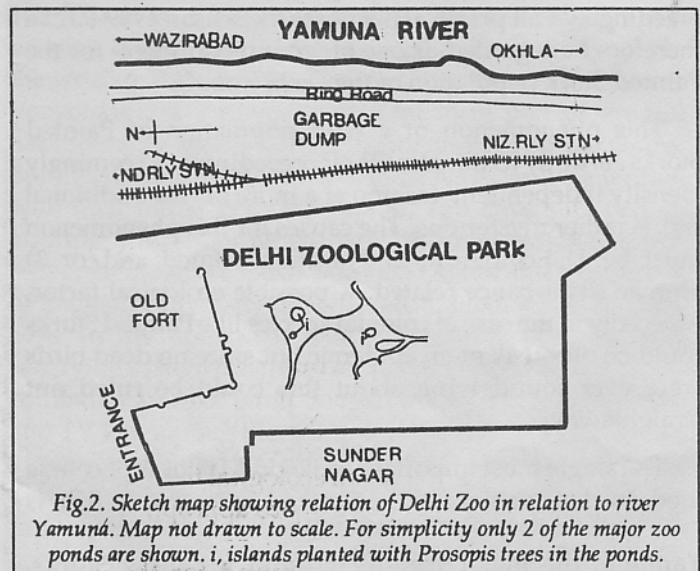 ←WAZIRABAD YAMUNA RIVER
OKHLA→
Ring Road
GARBAGE
DUMP
N
NIZ.RLY STN
ND RLY STN
DELHI ZOOLOGICAL PARK
OLD
FORT
i
i
ENTRANCE
SUNDER
NAGAR
Fig.2. Sketch map showing relation of Delhi Zoo in relation to river
Yamuna. Map not drawn to scale. For simplicity only 2 of the major zoo
ponds are shown. i, islands planted with Prosopis trees in the ponds.